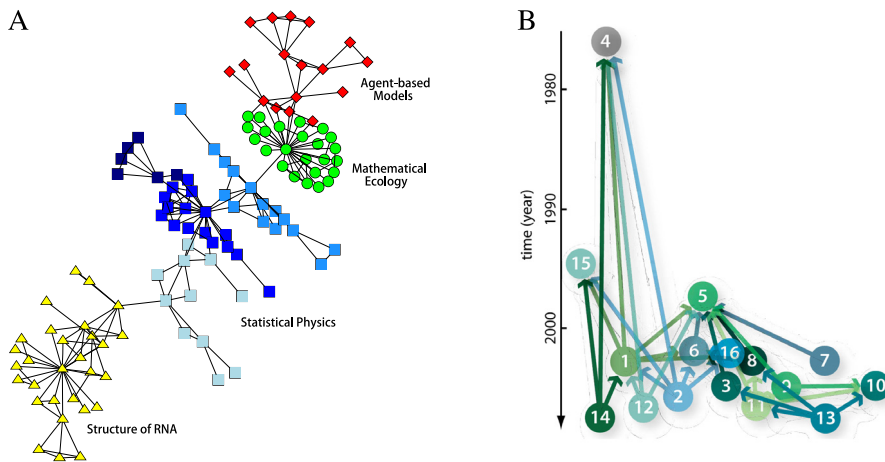 A
Agent-based
Models
Mathematical
Ecology
Statistical Physics
Structure of RNA
B
time (year)
1980
1990
2000
4
15
5
1
6
16
8
7
3
9
10
2
12
11
14
13